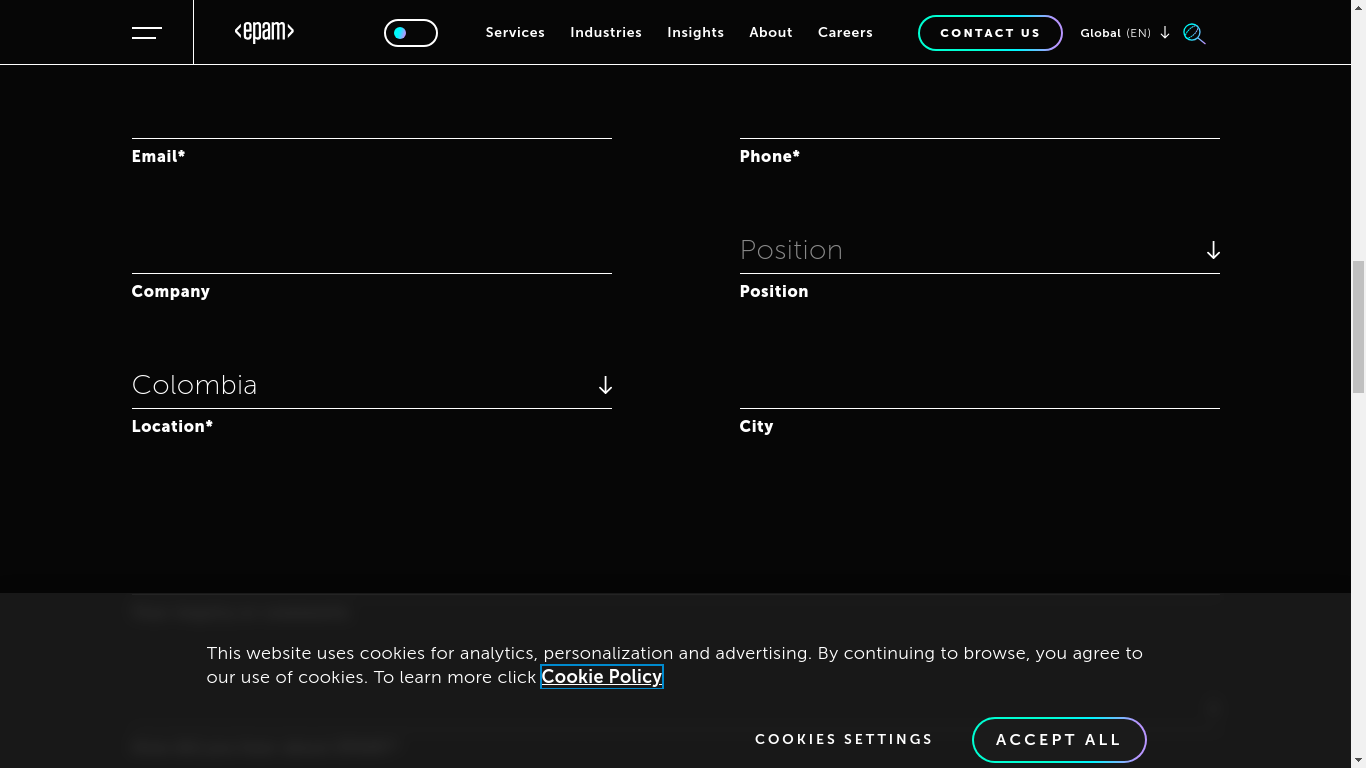 <epam>
Services Industries Insights About Careers
CONTACT US
Global (EN)
Email*
Phone*
Position
Company
Position
Colombia
Location*
City
This website uses cookies for analytics, personalization and advertising. By continuing to browse, you agree to
our use of cookies. To learn more click Cookie Policy
COOKIES SETTINGS
ACCEPT ALL